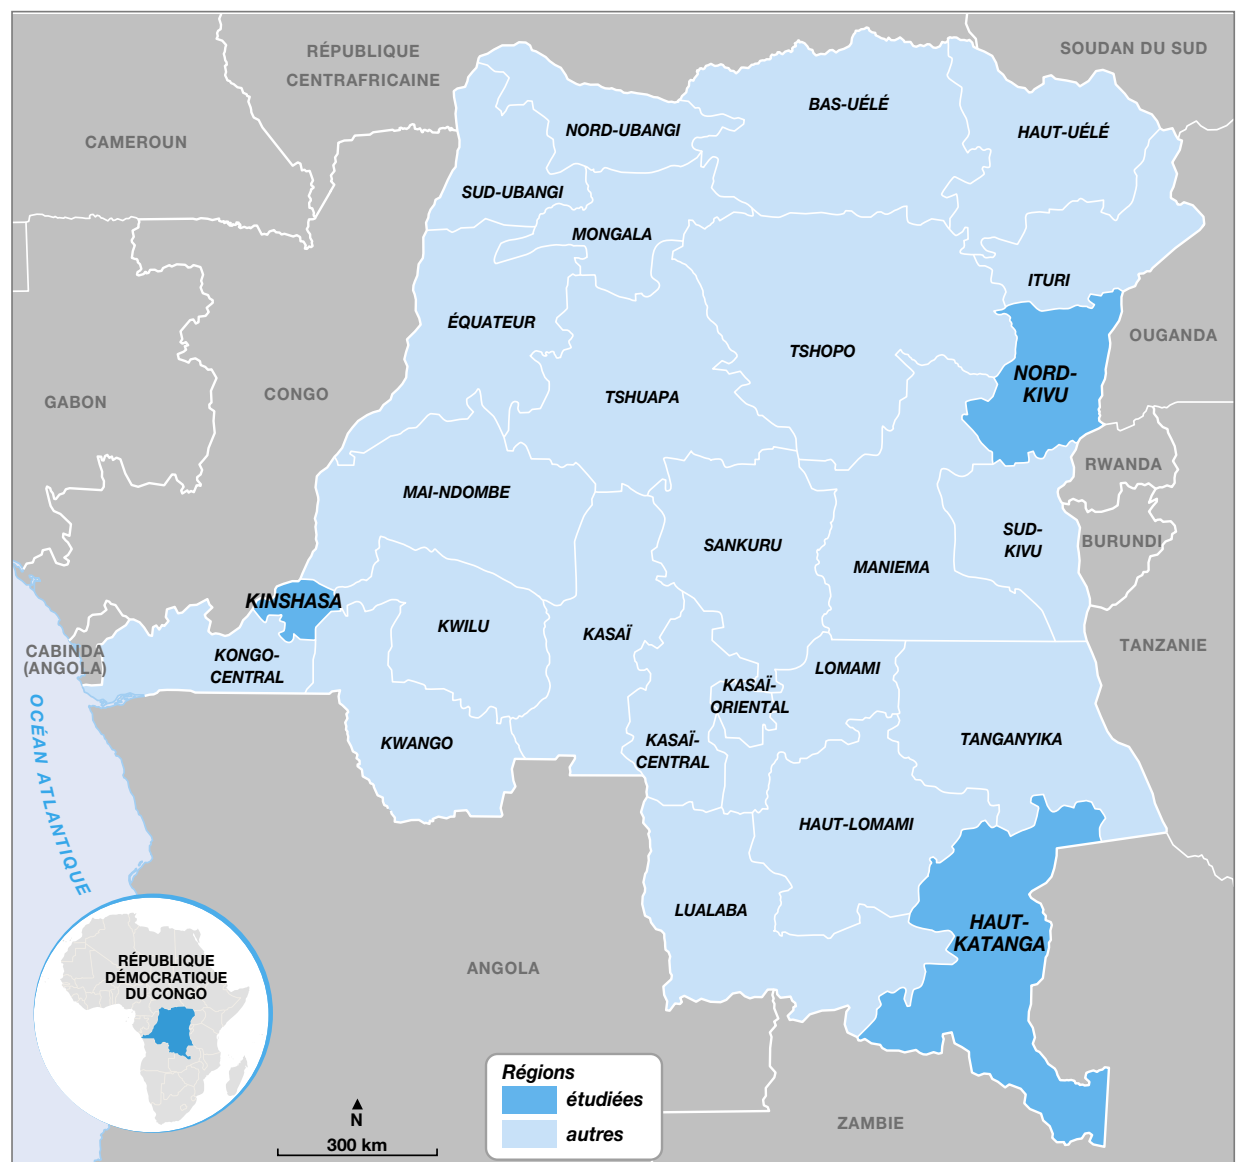 RÉPUBLIQUE
CENTRAFRICAINE
SOUDAN DU SUD
CAMEROUN
BAS-UÉLÉ
NORD-UBANGI
HAUT-UÉLÉ
SUD-UBANGI
MONGALA
ITURI
ÉQUATEUR
TSHOPO
OUGANDA
NORD-
KIVU
GABON
CONGO
TSHUAPA
RWANDA
MAI-NDOMBE
SUD-
KIVU
BURUNDI
SANKURU
MANIEMA
KINSHASA
KWILU
KASAÏ
TANZANIE
CABINDA
(ANGOLA)
KONGO-
CENTRAL
LOMAMI
KASAÏ-
ORIENTAL
KWANGO
KASAÏ-
CENTRAL
TANGANYIKA
OCÉAN ATLANTIQUE
HAUT-LOMAMI
LUALABA
HAUT-
KATANGA
ANGOLA
RÉPUBLIQUE
DÉMOCRATIQUE
DU CONGO
Régions
étudiées
autres
N
300 km
ZAMBIE